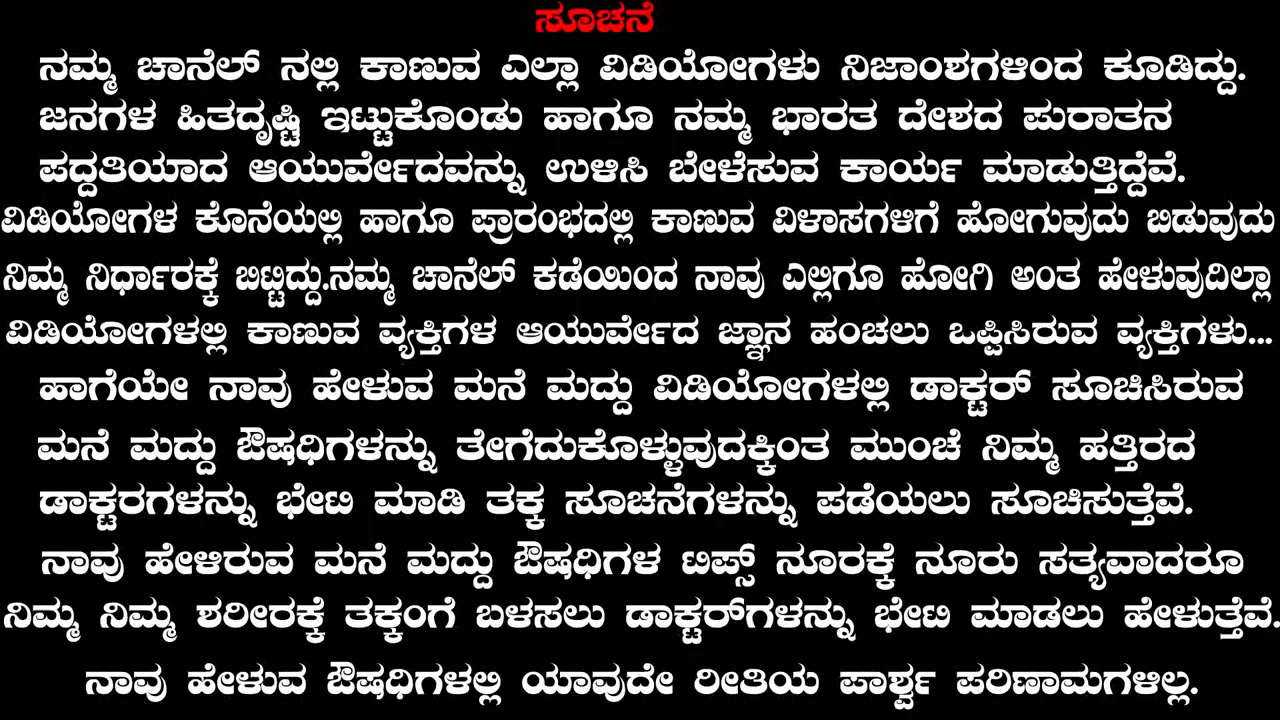 ಸೂಚನೆ
ನಮ್ಮ ಚಾನೆಲ್ ನಲ್ಲಿ ಕಾಣುವ ಎಲ್ಲಾ ವಿಡಿಯೋಗಳು ನಿಜಾಂಶಗಳಿಂದ ಕೂಡಿದ್ದು.
ಜನಗಳ ಹಿತದೃಷ್ಟಿ ಇಟ್ಟುಕೊಂಡು ಹಾಗೂ ನಮ್ಮ ಭಾರತ ದೇಶದ ಪುರಾತನ
ಪದ್ದತಿಯಾದ ಆಯುರ್ವೇದವನ್ನು ಉಳಿಸಿ ಬೇಳೆಸುವ ಕಾರ್ಯ ಮಾಡುತ್ತಿದ್ದೆವೆ.
ವಿಡಿಯೋಗಳ ಕೊನೆಯಲ್ಲಿ ಹಾಗೂ ಪ್ರಾರಂಭದಲ್ಲಿ ಕಾಣುವ ವಿಳಾಸಗಳಿಗೆ ಹೋಗುವುದು ಬಿಡುವುದು
ನಿಮ್ಮ ನಿರ್ಧಾರಕ್ಕೆ ಬಿಟ್ಟಿದ್ದು.ನಮ್ಮ ಚಾನೆಲ್ ಕಡೆಯಿಂದ ನಾವು ಎಲ್ಲಿಗೂ ಹೋಗಿ ಅಂತ ಹೇಳುವುದಿಲ್ಲಾ
ವಿಡಿಯೋಗಳಲ್ಲಿ ಕಾಣುವ ವ್ಯಕ್ತಿಗಳ ಆಯುರ್ವೇದ ಜ್ಞಾನ ಹಂಚಲು ಒಪ್ಪಿಸಿರುವ ವ್ಯಕ್ತಿಗಳು...
ಹಾಗೆಯೇ ನಾವು ಹೇಳುವ ಮನೆ ಮದ್ದು ವಿಡಿಯೋಗಳಲ್ಲಿ ಡಾಕ್ಟರ್ ಸೂಚಿಸಿರುವ
ಮನೆ ಮದ್ದು ಔಷಧಿಗಳನ್ನು ತೇಗೆದುಕೊಳ್ಳುವುದಕ್ಕಿಂತ ಮುಂಚೆ ನಿಮ್ಮ ಹತ್ತಿರದ
ಡಾಕ್ಟರಗಳನ್ನು ಭೇಟಿ ಮಾಡಿ ತಕ್ಕ ಸೂಚನೆಗಳನ್ನು ಪಡೆಯಲು ಸೂಚಿಸುತ್ತೆವೆ.
ನಾವು ಹೇಳಿರುವ ಮನೆ ಮದ್ದು ಔಷಧಿಗಳ ಟಿಪ್ಸ್ ನೂರಕ್ಕೆ ನೂರು ಸತ್ಯವಾದರೂ
ನಿಮ್ಮ ನಿಮ್ಮ ಶರೀರಕ್ಕೆ ತಕ್ಕಂಗೆ ಬಳಸಲು ಡಾಕ್ಟರ್‌ಗಳನ್ನು ಭೇಟಿ ಮಾಡಲು ಹೇಳುತ್ತೆವೆ.
ನಾವು ಹೇಳುವ ಔಷಧಿಗಳಲ್ಲಿ ಯಾವುದೇ ರೀತಿಯ ಪಾರ್ಶ್ವ ಪರಿಣಾಮಗಳಿಲ್ಲ.